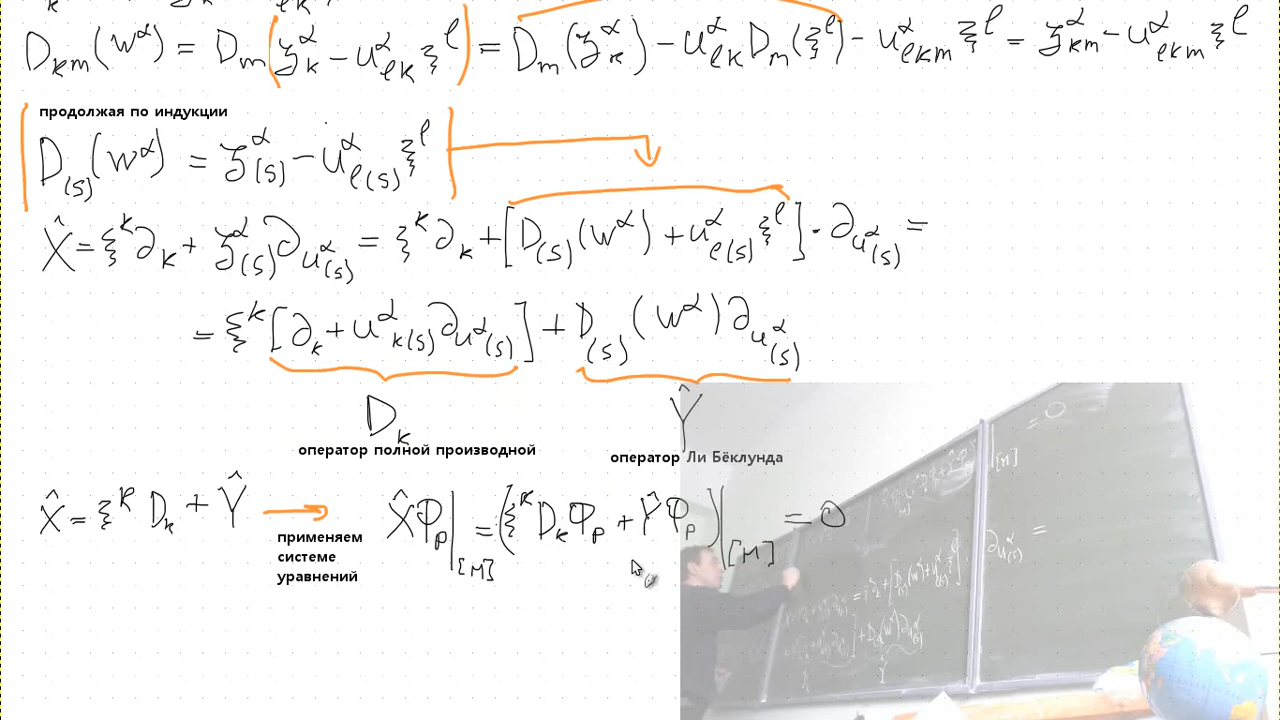 D_{km}(w^α) = D_m(ζ^α_k − u^α_{ℓk} ξ^ℓ) = D_m(ζ^α_k) − u^α_{ℓk} D_m(ξ^ℓ) − u^α_{ℓkm} ξ^ℓ = ζ^α_{km} − u^α_{ℓkm} ξ^ℓ
продолжая по индукции
D_{(s)}(w^α) = ζ^α_{(s)} − u^α_{ℓ(s)} ξ^ℓ
X̂ = ξ^k ∂_k + ζ^α_{(s)} ∂_{u^α_{(s)}} = ξ^k ∂_k + [D_{(s)}(w^α) + u^α_{ℓ(s)} ξ^ℓ] · ∂_{u^α_{(s)}} =
= ξ^k [∂_k + u^α_{k(s)} ∂_{u^α_{(s)}}] + D_{(s)}(w^α) ∂_{u^α_{(s)}}
D_k Ŷ
оператор полной производной оператор Ли Бёклунда
X̂ = ξ^k D_k + Ŷ → X̂Φ_p|_{[м]} = (ξ^k D_k Φ_p + ŶΦ_p)|_{[м]} = 0
применяем
системе
уравнений
= 0
|_{[м]}
∂_{u^α_{(s)}} =